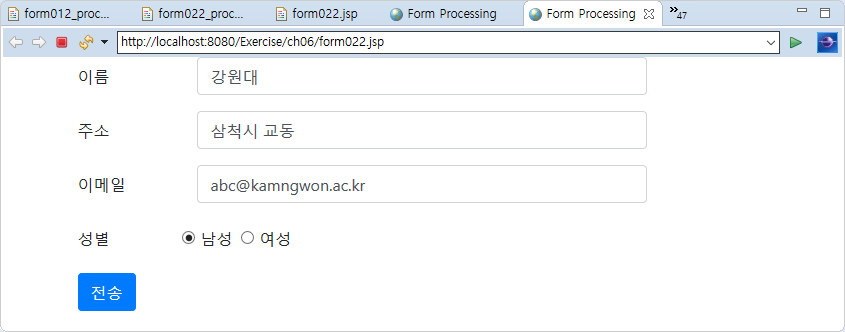 form012_proc... form022_proc... form022.jsp Form Processing Form Processing »47
http://localhost:8080/Exercise/ch06/form022.jsp
이름 강원대
주소 삼척시 교동
이메일 abc@kamngwon.ac.kr
성별 남성 여성
전송